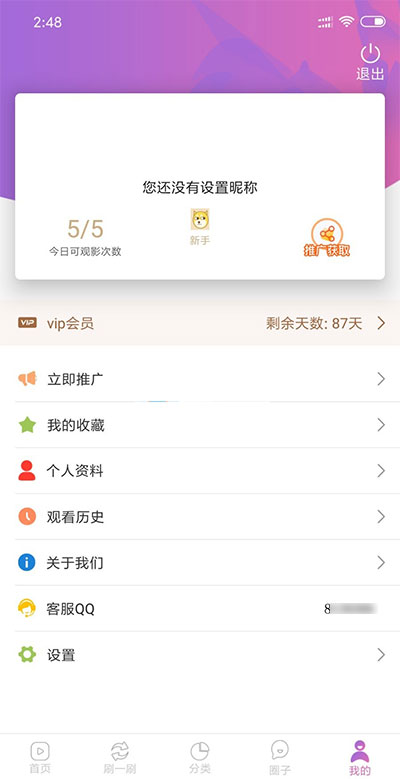 2:48
退出
您还没有设置昵称
5/5
今日可观影次数
新手
推广获取
VIP vip会员 剩余天数: 87天
立即推广
我的收藏
个人资料
观看历史
关于我们
客服QQ 8
设置
首页 刷一刷 分类 圈子 我的